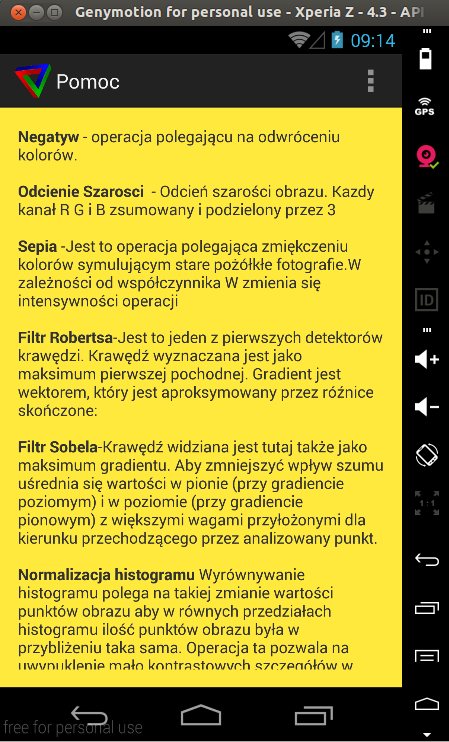 Genymotion for personal use - Xperia Z - 4.3 - API
09:14
Pomoc
GPS
Negatyw - operacja polegającu na odwróceniu
kolorów.
Odcienie Szarosci - Odcień szarości obrazu. Kazdy
kanał R G i B zsumowany i podzielony przez 3
Sepia -Jest to operacja polegająca zmiękczeniu
kolorów symulującym stare pożółkłe fotografie.W
zależności od współczynnika W zmienia się
intensywności operacji
ID
Filtr Robertsa-Jest to jeden z pierwszych detektorów
krawędzi. Krawędź wyznaczana jest jako
maksimum pierwszej pochodnej. Gradient jest
wektorem, który jest aproksymowany przez różnice
skończone:
Filtr Sobela-Krawędź widziana jest tutaj także jako
maksimum gradientu. Aby zmniejszyć wpływ szumu
uśrednia się wartości w pionie (przy gradiencie
poziomym) i w poziomie (przy gradiencie
pionowym) z większymi wagami przyłożonymi dla
kierunku przechodzącego przez analizowany punkt.
1:1
Normalizacja histogramu Wyrównywanie
histogramu polega na takiej zmianie wartości
punktów obrazu aby w równych przedziałach
histogramu ilość punktów obrazu była w
przybliżeniu taka sama. Operacja ta pozwala na
uwypuklenie mało kontrastowych szczegółów w
free for personal use